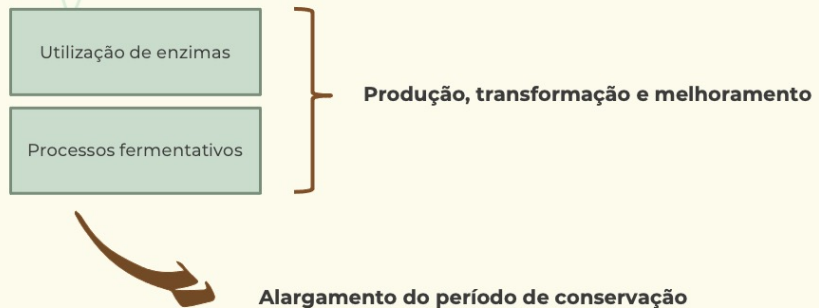 Utilização de enzimas
Produção, transformação e melhoramento
Processos fermentativos
Alargamento do período de conservação